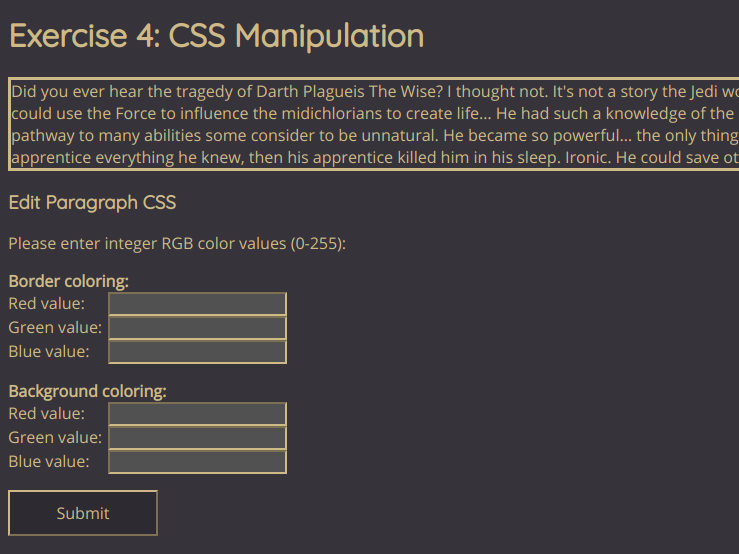 Exercise 4: CSS Manipulation
Did you ever hear the tragedy of Darth Plagueis The Wise? I thought not. It's not a story the Jedi
could use the Force to influence the midichlorians to create life... He had such a knowledge of the
pathway to many abilities some consider to be unnatural. He became so powerful... the only thing
apprentice everything he knew, then his apprentice killed him in his sleep. Ironic. He could save
Edit Paragraph CSS
Please enter integer RGB color values (0-255):
Border coloring:
Red value:
Green value:
Blue value:
Background coloring:
Red value:
Green value:
Blue value:
Submit